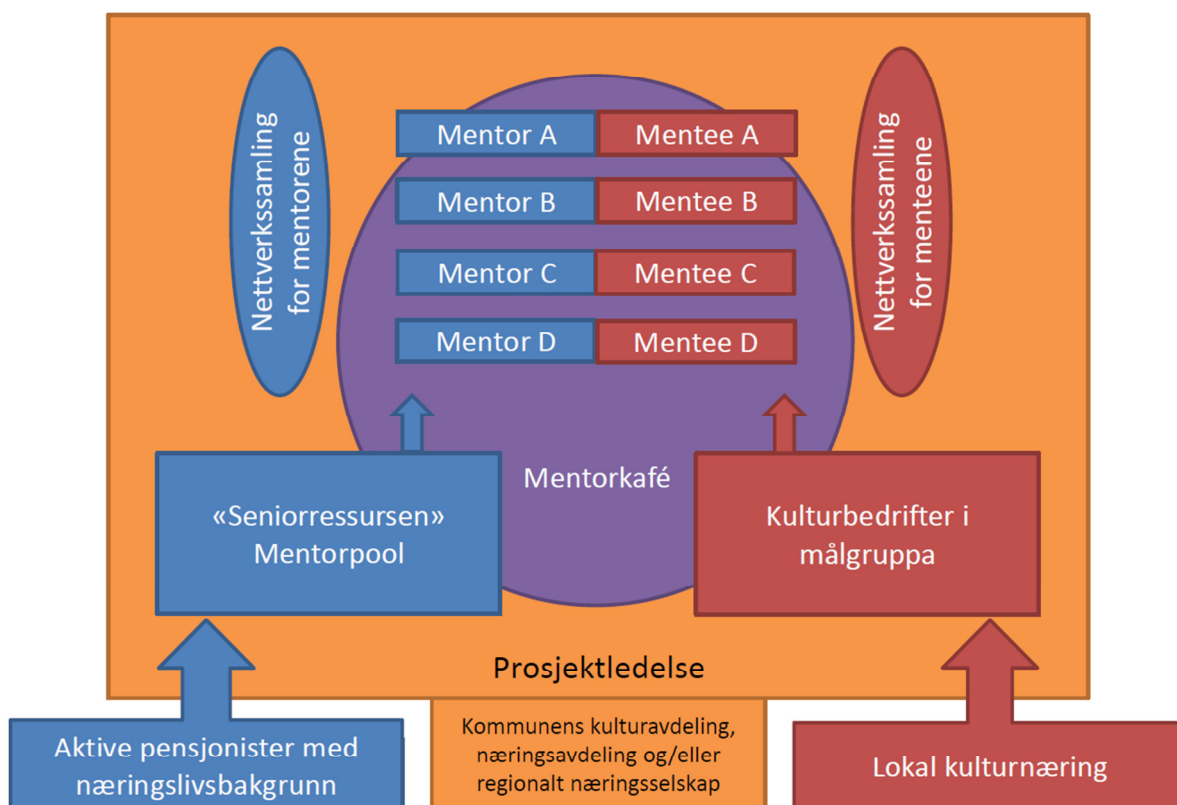 Nettverkssamling
for mentorene
Mentor A
Mentee A
Mentor B
Mentee B
Mentor C
Mentee C
Mentor D
Mentee D
Nettverkssamling
for menteene
Mentorkafé
«Seniorressursen»
Mentorpool
Kulturbedrifter i
målgruppa
Prosjektledelse
Aktive pensjonister med
næringslivsbakgrunn
Kommunens kulturavdeling,
næringsavdeling og/eller
regionalt næringsselskap
Lokal kulturnæring